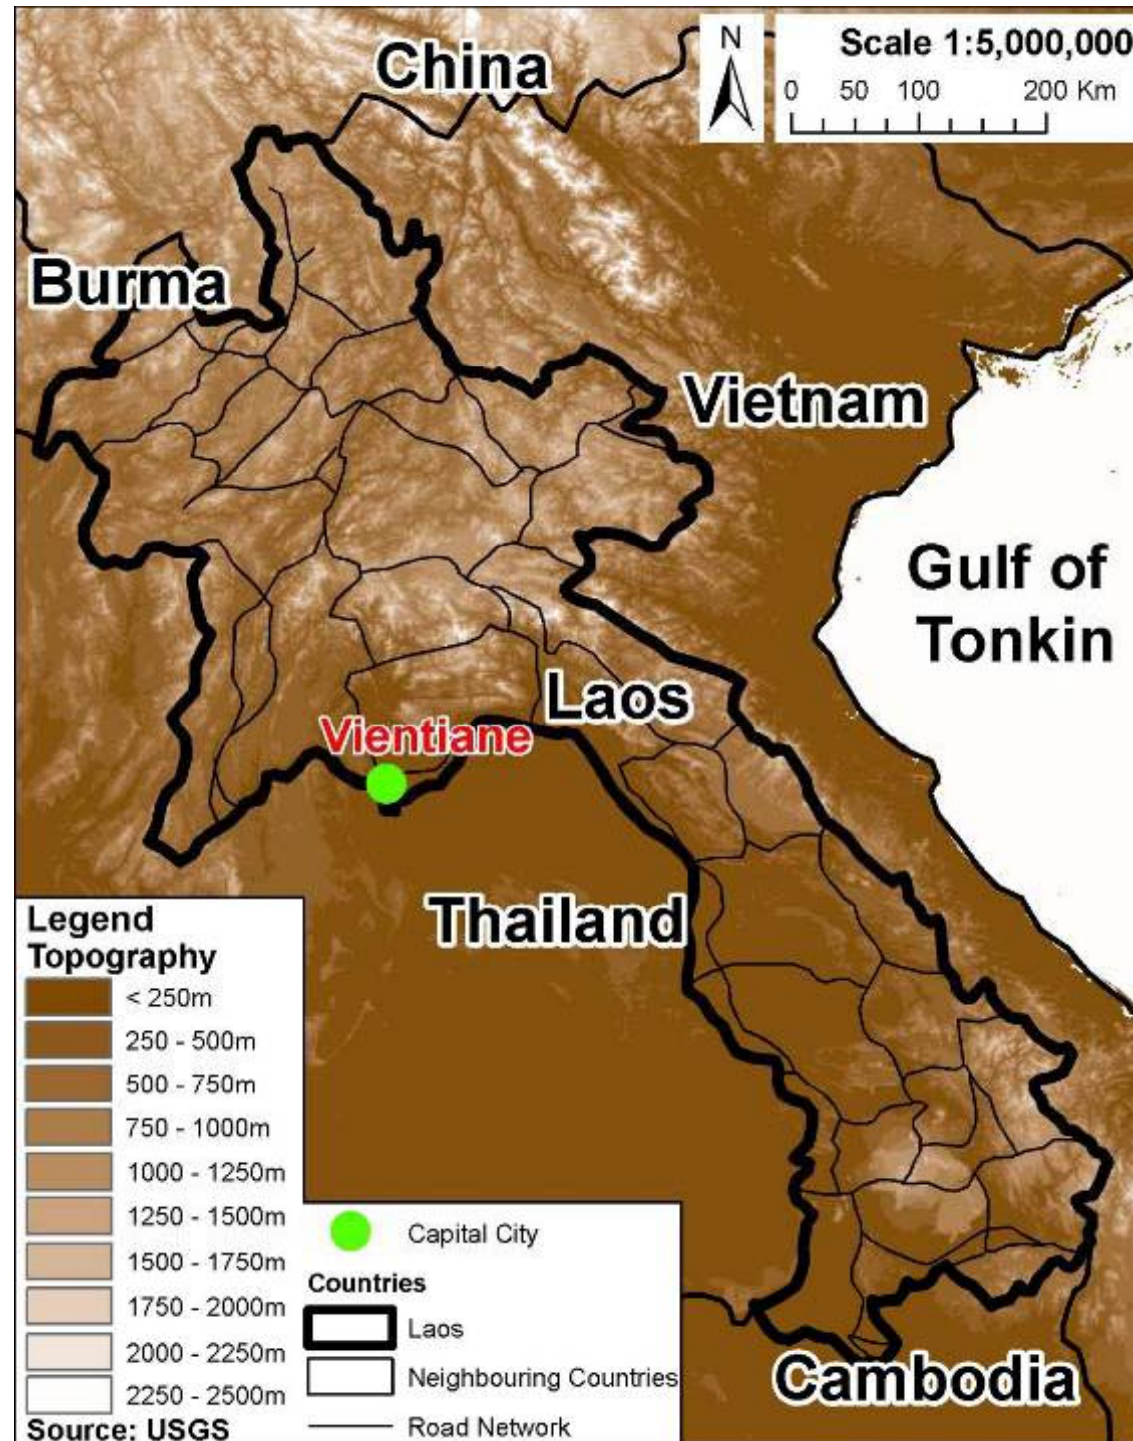 China
N
Scale 1:5,000,000
0 50 100 200 Km
Burma
Vietnam
Gulf of
Tonkin
Laos
Vientiane
Thailand
Cambodia
Legend
Topography
< 250m
250 - 500m
500 - 750m
750 - 1000m
1000 - 1250m
1250 - 1500m
1500 - 1750m
1750 - 2000m
2000 - 2250m
2250 - 2500m
Source: USGS
Capital City
Countries
Laos
Neighbouring Countries
Road Network